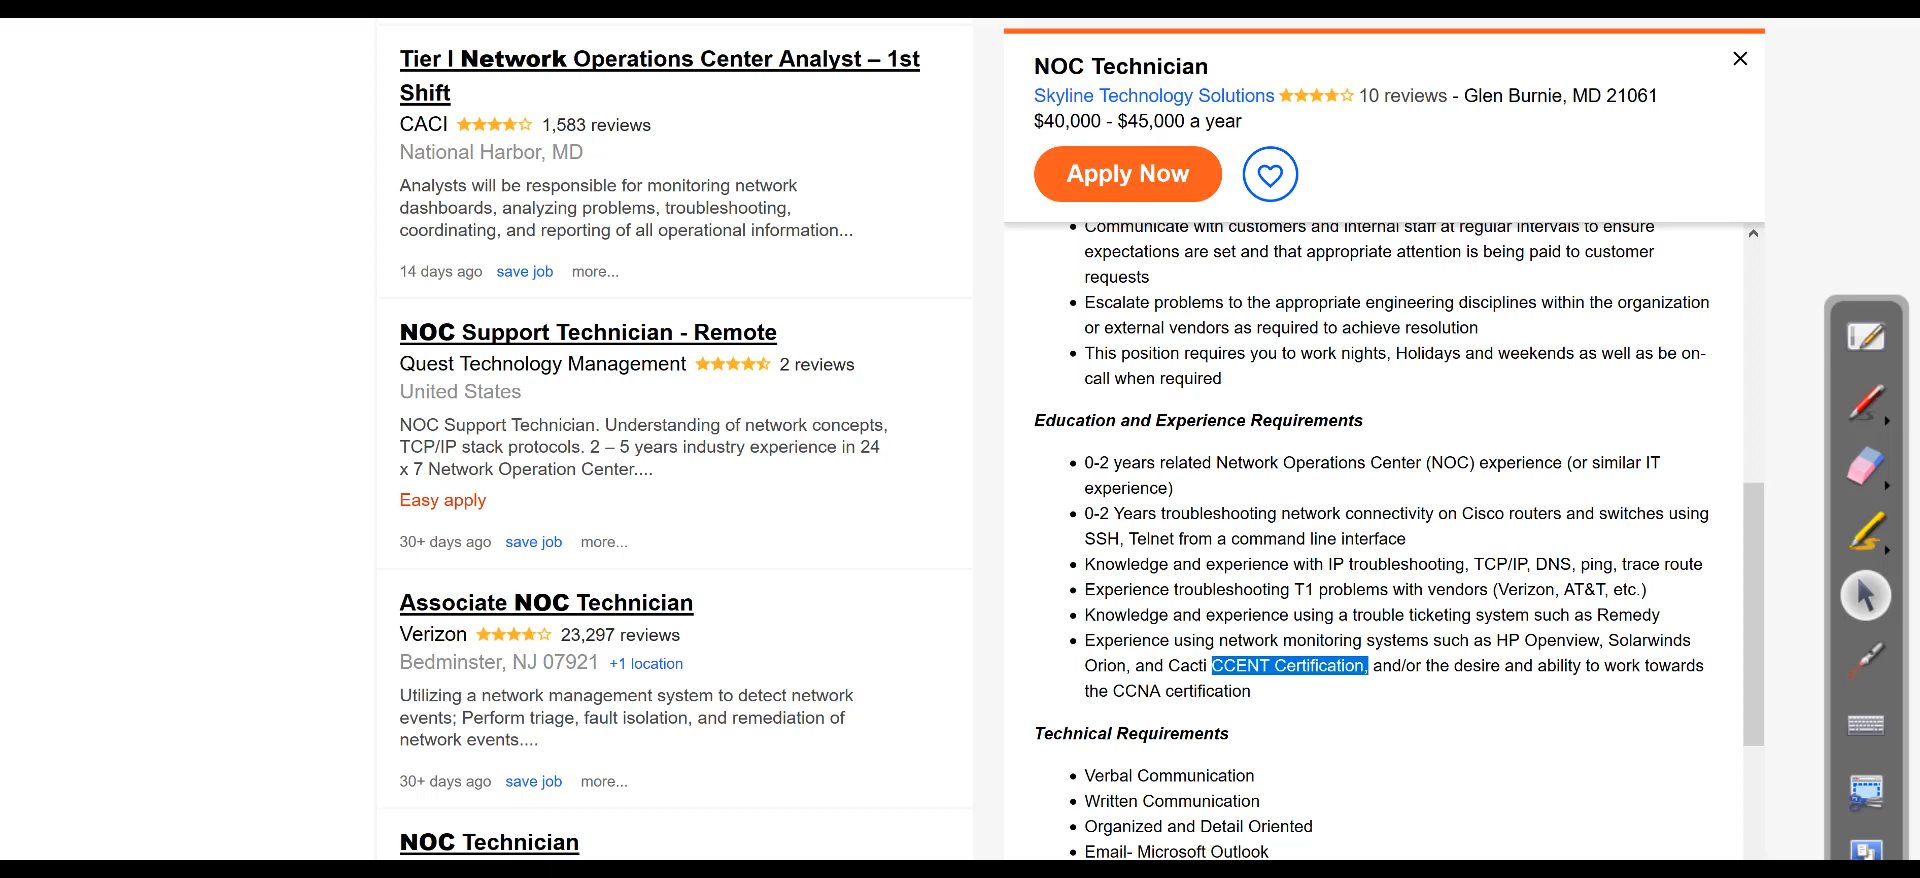 Tier I Network Operations Center Analyst – 1st
Shift
CACI 1,583 reviews
National Harbor, MD
Analysts will be responsible for monitoring network
dashboards, analyzing problems, troubleshooting,
coordinating, and reporting of all operational information...
14 days ago save job more...
NOC Support Technician - Remote
Quest Technology Management 2 reviews
United States
NOC Support Technician. Understanding of network concepts,
TCP/IP stack protocols. 2 – 5 years industry experience in 24
x 7 Network Operation Center....
Easy apply
30+ days ago save job more...
Associate NOC Technician
Verizon 23,297 reviews
Bedminster, NJ 07921 +1 location
Utilizing a network management system to detect network
events; Perform triage, fault isolation, and remediation of
network events....
30+ days ago save job more...
NOC Technician
NOC Technician
Skyline Technology Solutions 10 reviews - Glen Burnie, MD 21061
$40,000 - $45,000 a year
Apply Now
• Communicate with customers and internal staff at regular intervals to ensure
expectations are set and that appropriate attention is being paid to customer
requests
• Escalate problems to the appropriate engineering disciplines within the organization
or external vendors as required to achieve resolution
• This position requires you to work nights, Holidays and weekends as well as be on-
call when required
Education and Experience Requirements
• 0-2 years related Network Operations Center (NOC) experience (or similar IT
experience)
• 0-2 Years troubleshooting network connectivity on Cisco routers and switches using
SSH, Telnet from a command line interface
• Knowledge and experience with IP troubleshooting, TCP/IP, DNS, ping, trace route
• Experience troubleshooting T1 problems with vendors (Verizon, AT&T, etc.)
• Knowledge and experience using a trouble ticketing system such as Remedy
• Experience using network monitoring systems such as HP Openview, Solarwinds
Orion, and Cacti CCENT Certification, and/or the desire and ability to work towards
the CCNA certification
Technical Requirements
• Verbal Communication
• Written Communication
• Organized and Detail Oriented
• Email- Microsoft Outlook